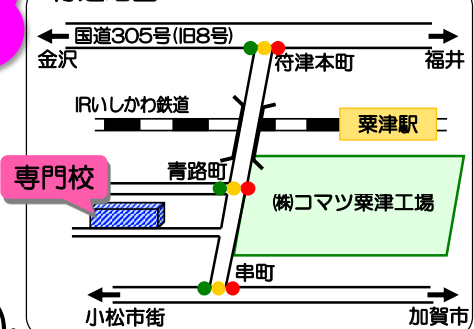 国道305号(旧8号)
金沢
符津本町
福井
IRいしかわ鉄道
粟津駅
青路町
専門校
㈱コマツ粟津工場
串町
小松市街
加賀市
).